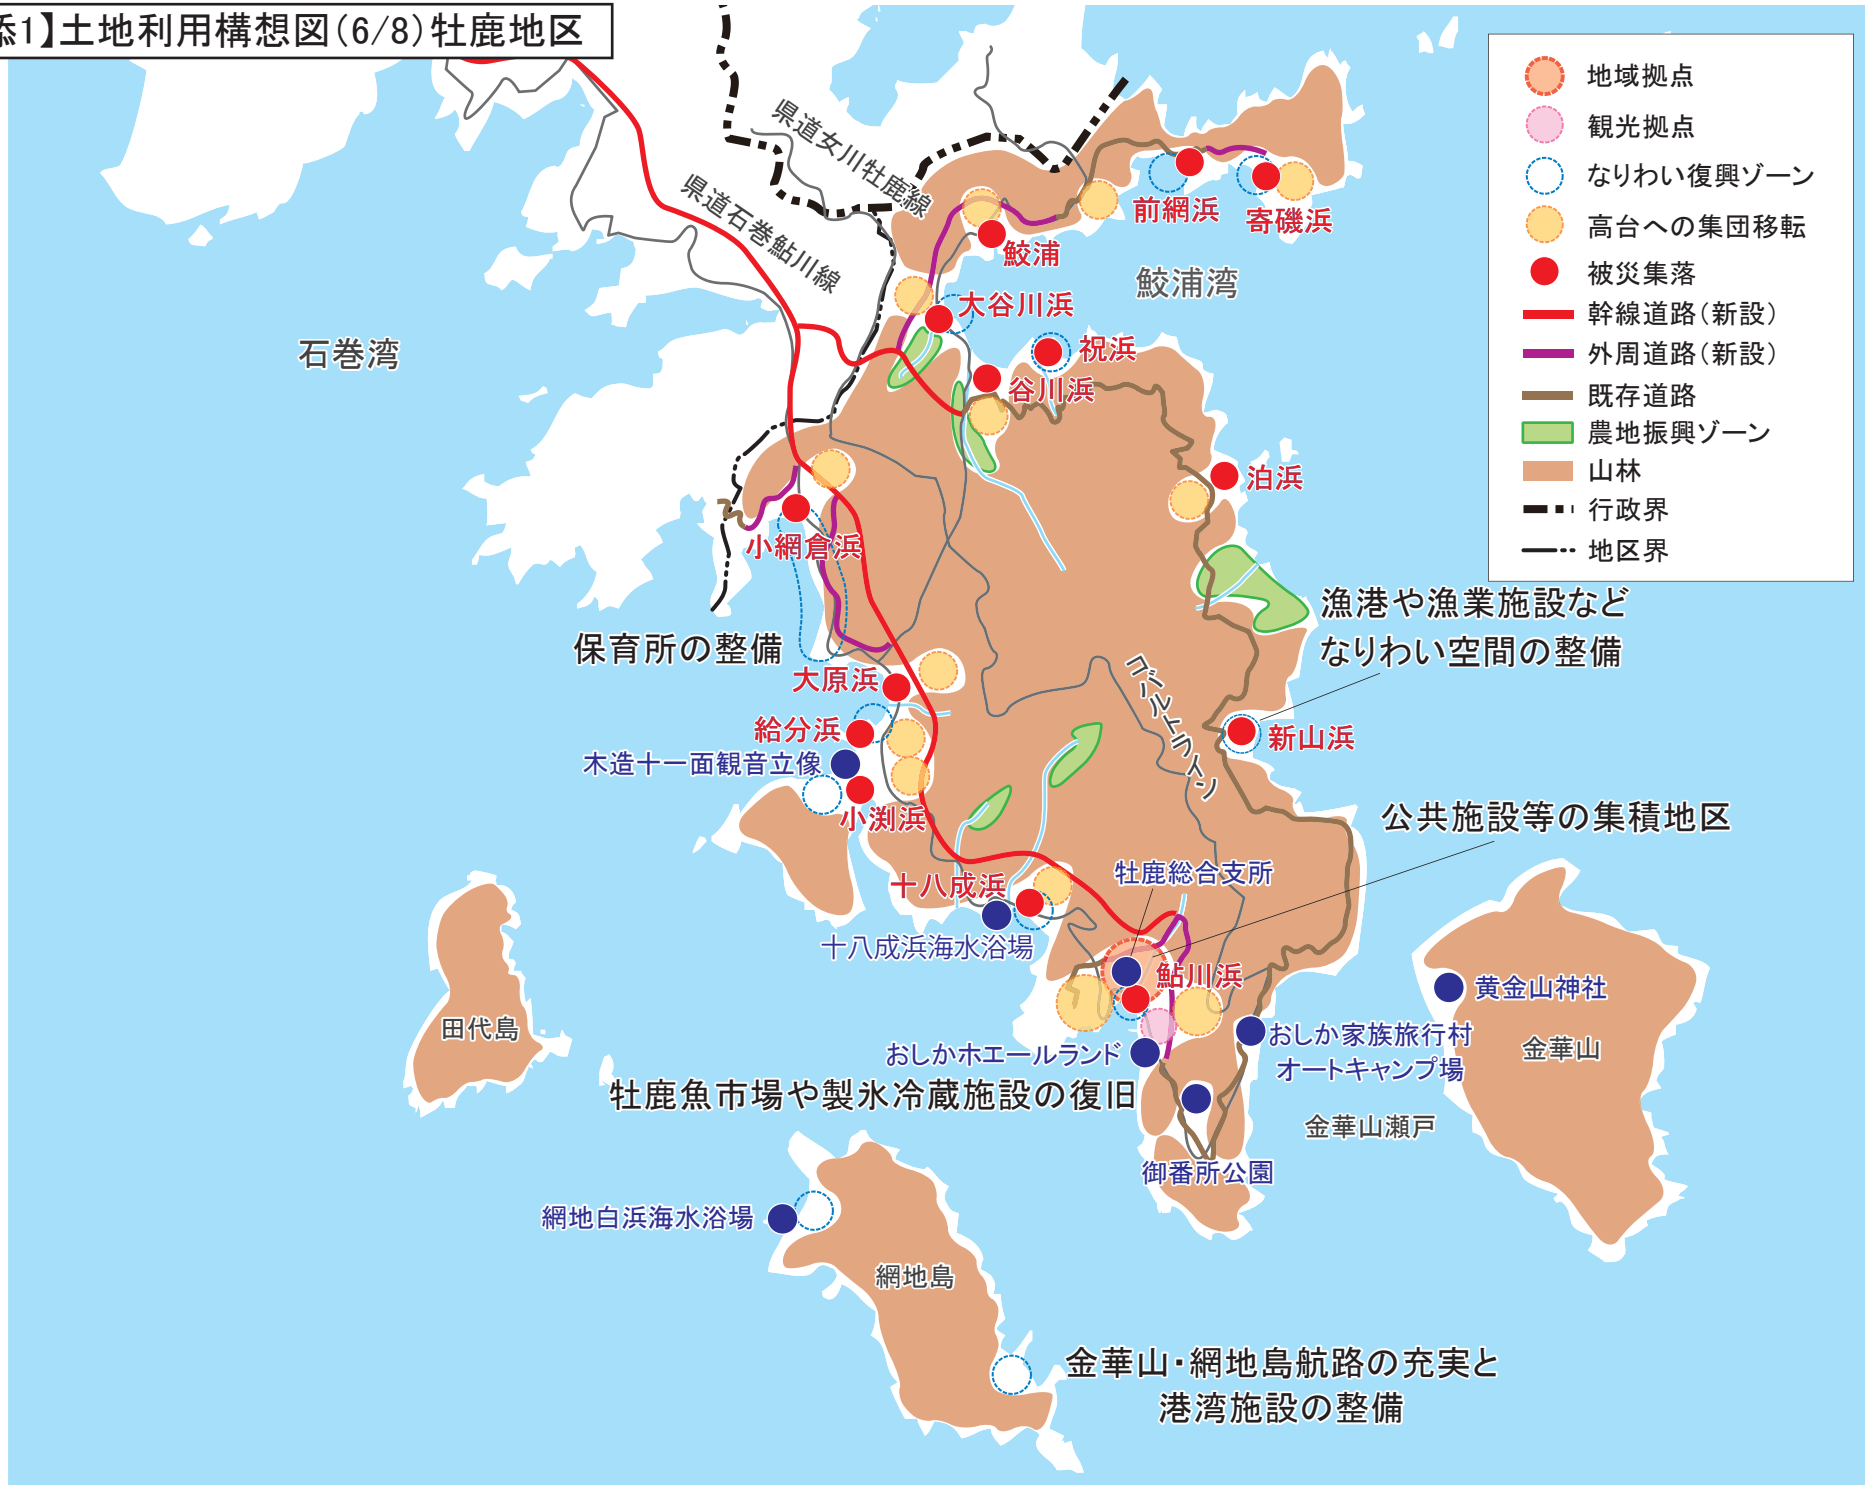 添1】土地利用構想図(6/8)牡鹿地区
地域拠点
観光拠点
なりわい復興ゾーン
高台への集団移転
被災集落
幹線道路(新設)
外周道路(新設)
既存道路
農地振興ゾーン
山林
行政界
地区界
県道女川牡鹿線
県道石巻鮎川線
前網浜
寄磯浜
鮫浦
鮫浦湾
大谷川浜
石巻湾
祝浜
谷川浜
泊浜
小網倉浜
漁港や漁業施設など
なりわい空間の整備
保育所の整備
大原浜
コバルトライン
給分浜
新山浜
木造十一面観音立像
小渕浜
公共施設等の集積地区
牡鹿総合支所
十八成浜
十八成浜海水浴場
鮎川浜
黄金山神社
田代島
おしか家族旅行村
オートキャンプ場
金華山
おしかホエールランド
牡鹿魚市場や製氷冷蔵施設の復旧
金華山瀬戸
御番所公園
網地白浜海水浴場
網地島
金華山・網地島航路の充実と
港湾施設の整備